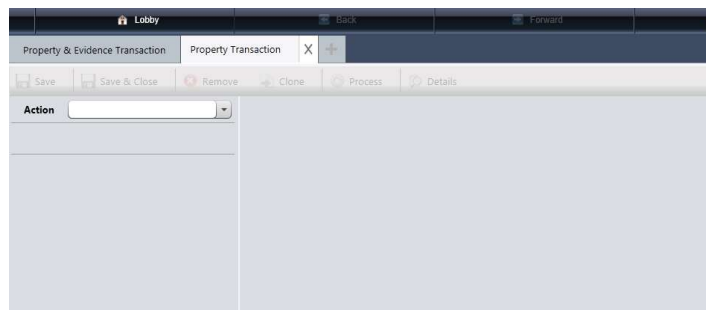 Lobby Back Forward
Property & Evidence Transaction Property Transaction X
Save Save & Close Remove Clone Process Details
Action